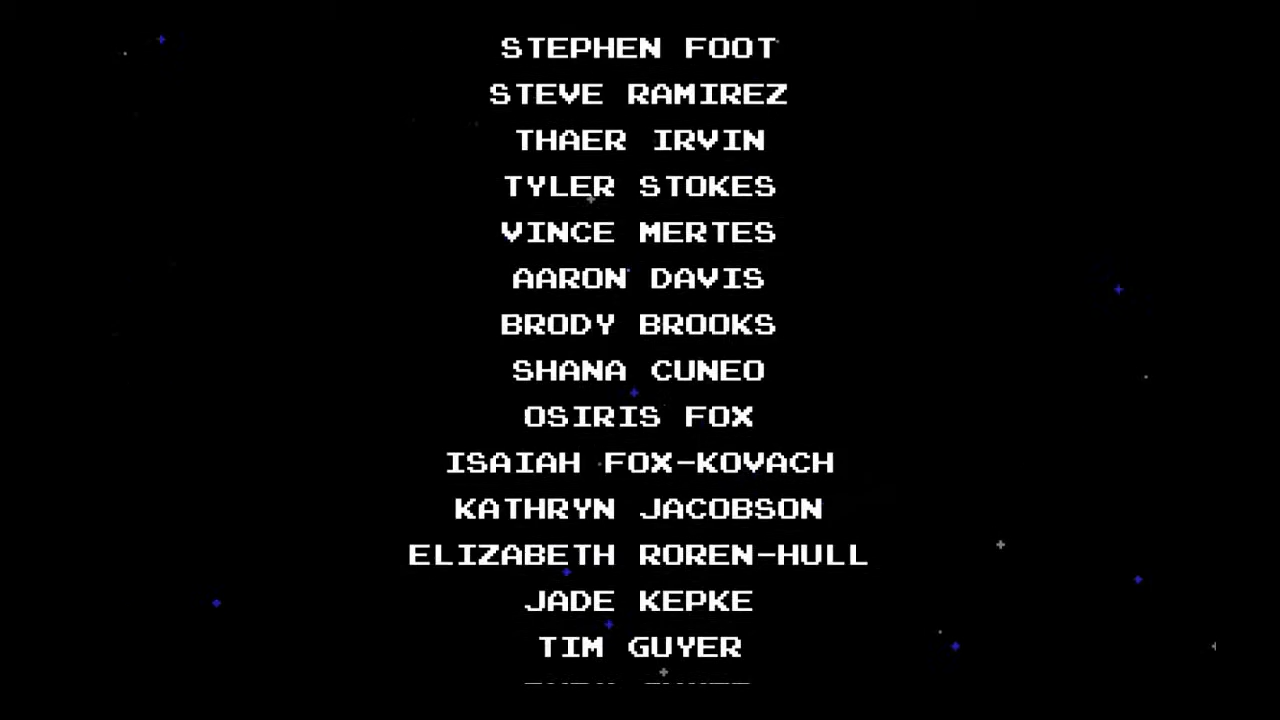 STEPHEN FOOT
STEVE RAMIREZ
THAER IRVIN
TYLER STOKES
VINCE MERTES
AARON DAVIS
BRODY BROOKS
SHANA CUNEO
OSIRIS FOX
ISAIAH FOX-KOVACH
KATHRYN JACOBSON
ELIZABETH ROREN-HULL
JADE KEPKE
TIM GUYER